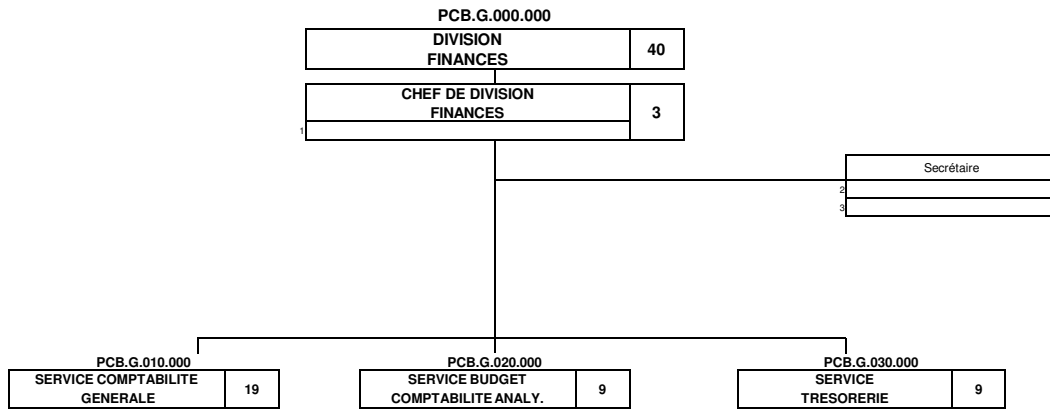 PCB.G.000.000
DIVISION
FINANCES
40
CHEF DE DIVISION
FINANCES
3
1
Secrétaire
2
3
PCB.G.010.000
SERVICE COMPTABILITE
GENERALE
19
PCB.G.020.000
SERVICE BUDGET
COMPTABILITE ANALY.
9
PCB.G.030.000
SERVICE
TRESORERIE
9